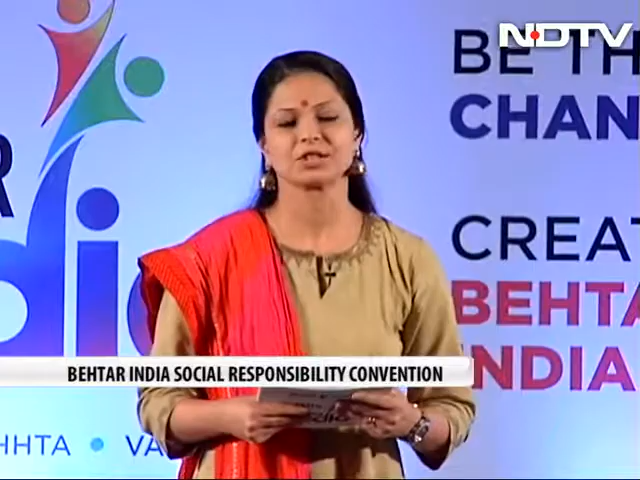 NDTV
BE TH
CHAN
CREAT
BEHTA
INDIA
BEHTAR INDIA SOCIAL RESPONSIBILITY CONVENTION
HHTA • VA